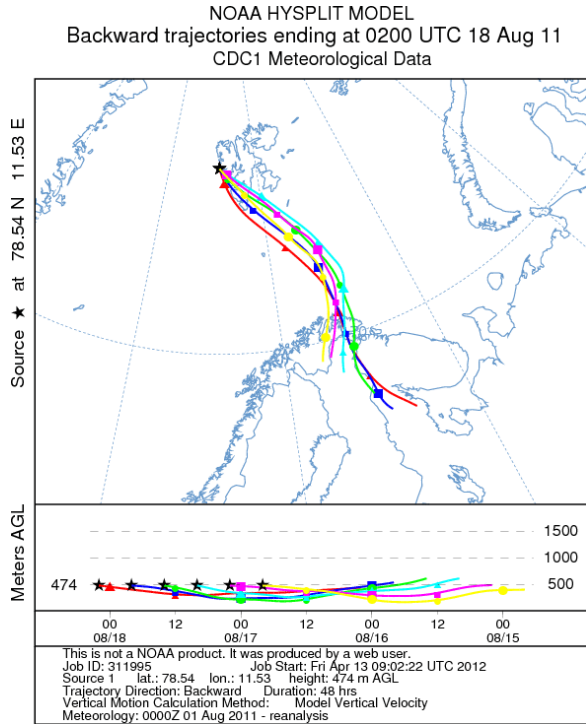 NOAA HYSPLIT MODEL
Backward trajectories ending at 0200 UTC 18 Aug 11
CDC1 Meteorological Data
Source ★ at 78.54 N 11.53 E
70
Meters AGL
474
1500
1000
500
00 12 00 12 00 12 00
08/18 08/17 08/16 08/15
This is not a NOAA product. It was produced by a web user.
Job ID: 311995 Job Start: Fri Apr 13 09:02:22 UTC 2012
Source 1 lat.: 78.54 lon.: 11.53 height: 474 m AGL
Trajectory Direction: Backward Duration: 48 hrs
Vertical Motion Calculation Method: Model Vertical Velocity
Meteorology: 0000Z 01 Aug 2011 - reanalysis